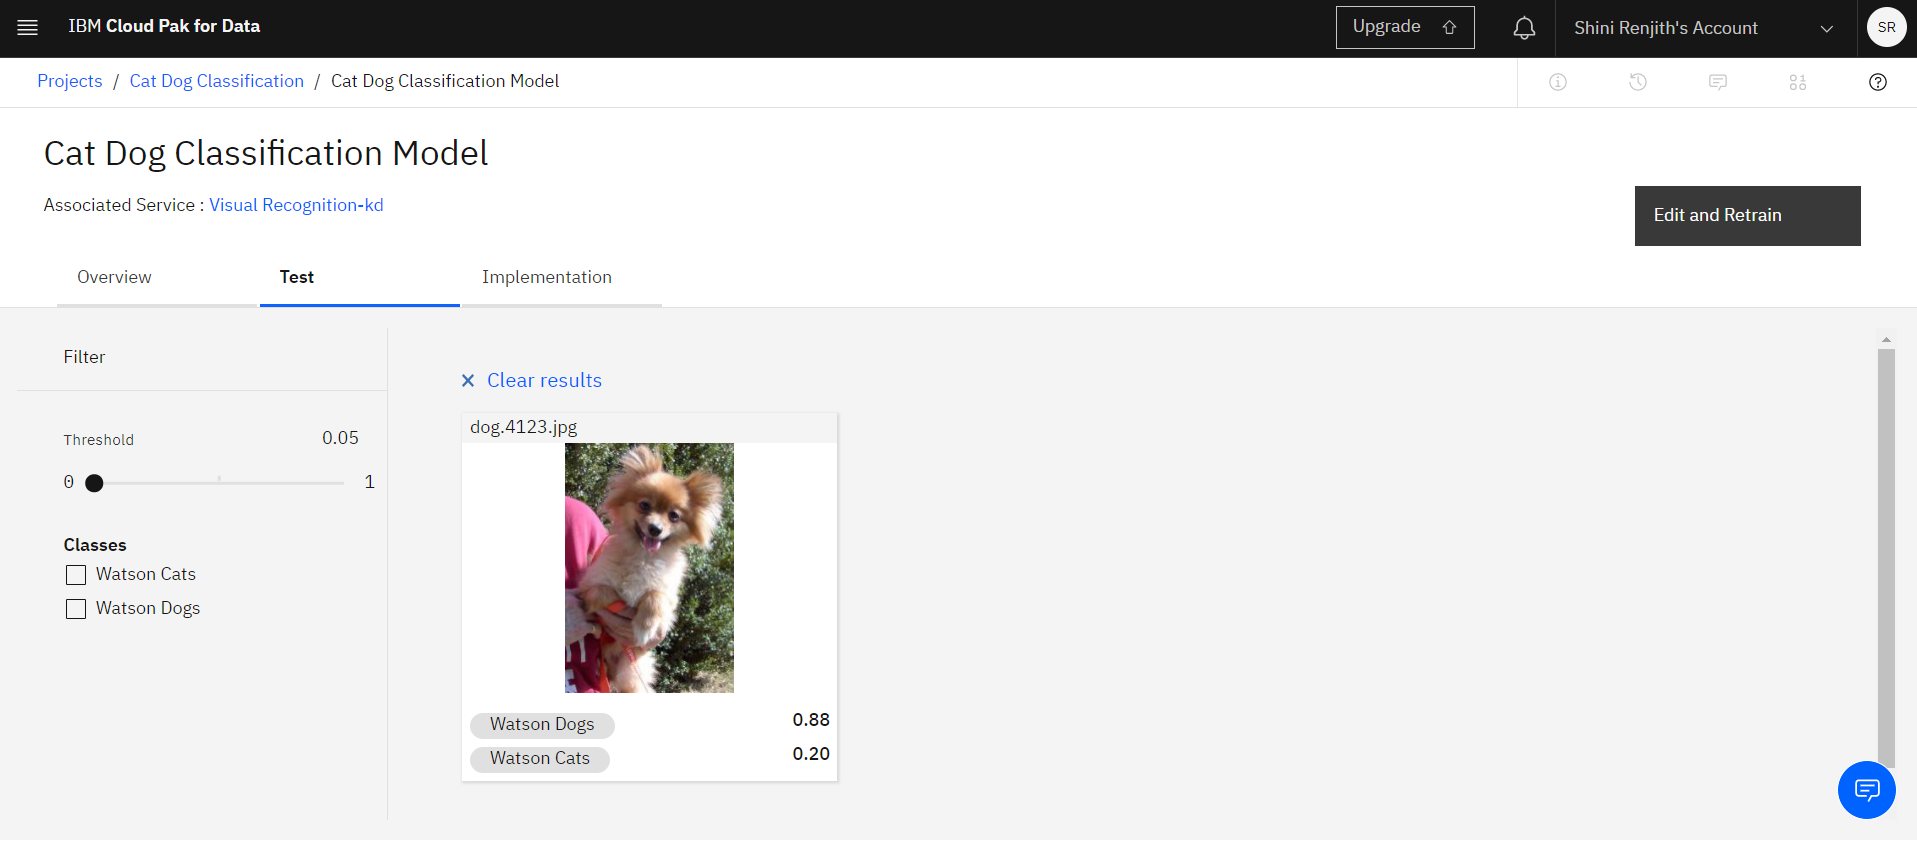 IBM Cloud Pak for Data
Upgrade
Shini Renjith's Account
SR
Projects / Cat Dog Classification / Cat Dog Classification Model
Cat Dog Classification Model
Associated Service : Visual Recognition-kd
Edit and Retrain
Overview
Test
Implementation
Filter
Threshold 0.05
0 1
Classes
Watson Cats
Watson Dogs
× Clear results
dog.4123.jpg
Watson Dogs 0.88
Watson Cats 0.20